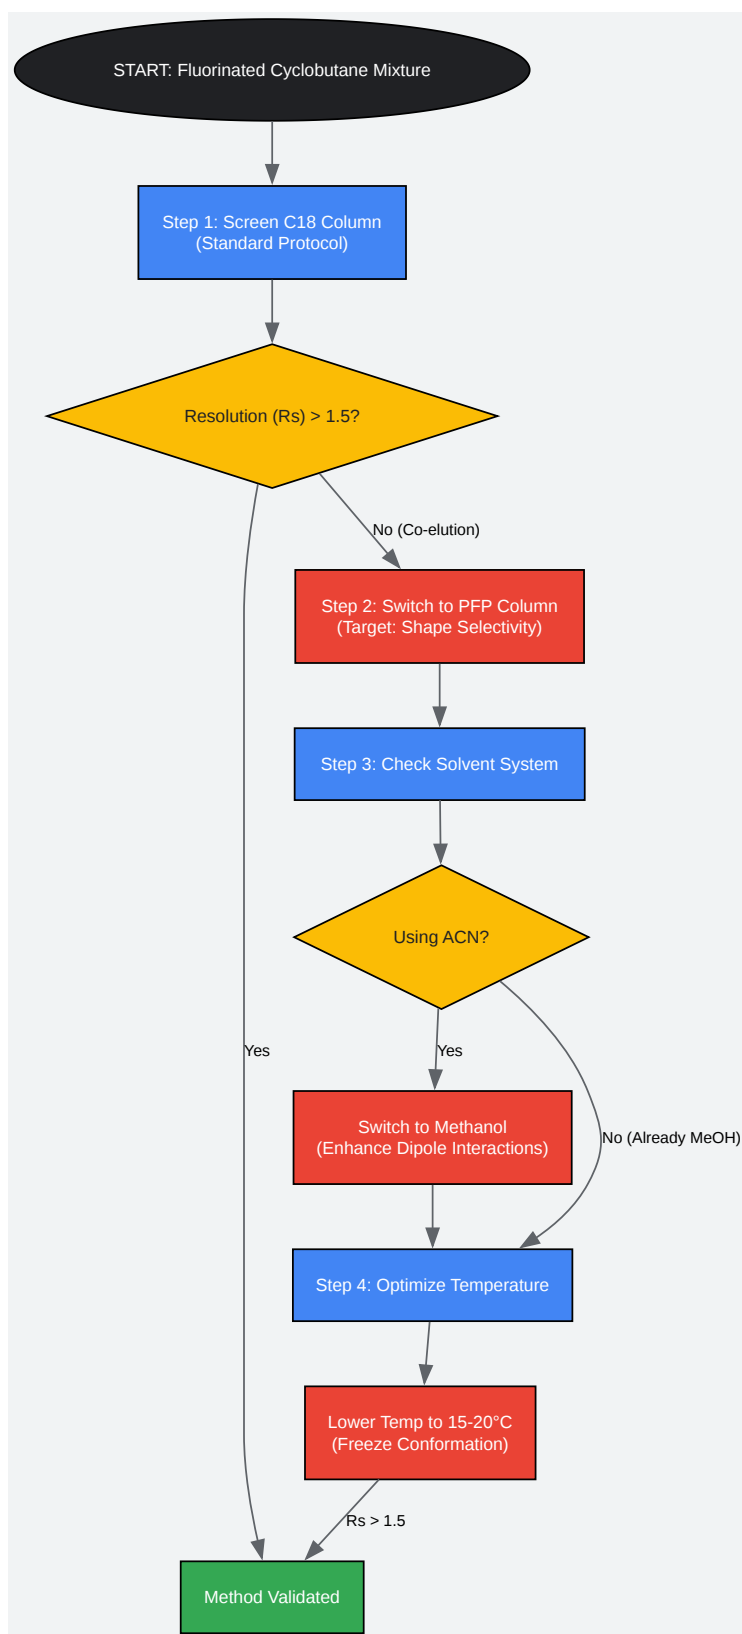 START: Fluorinated Cyclobutane Mixture
Step 1: Screen C18 Column
(Standard Protocol)
Resolution (Rs) > 1.5?
No (Co-elution)
Step 2: Switch to PFP Column
(Target: Shape Selectivity)
Step 3: Check Solvent System
Using ACN?
Yes
Yes
Switch to Methanol
(Enhance Dipole Interactions)
No (Already MeOH)
Step 4: Optimize Temperature
Lower Temp to 15-20°C
(Freeze Conformation)
Rs > 1.5
Method Validated